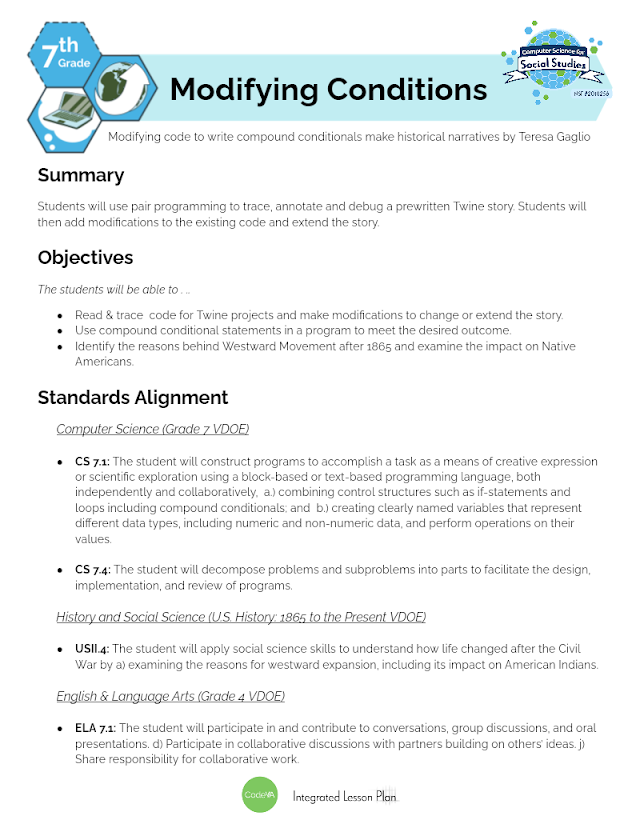 7th
Grade
Computer Science for
Social Studies
NSF #2010256
Modifying Conditions
Modifying code to write compound conditionals make historical narratives by Teresa Gaglio
Summary
Students will use pair programming to trace, annotate and debug a prewritten Twine story. Students will
then add modifications to the existing code and extend the story.
Objectives
The students will be able to . ..
● Read & trace code for Twine projects and make modifications to change or extend the story.
● Use compound conditional statements in a program to meet the desired outcome.
● Identify the reasons behind Westward Movement after 1865 and examine the impact on Native
Americans.
Standards Alignment
Computer Science (Grade 7 VDOE)
● CS 7.1: The student will construct programs to accomplish a task as a means of creative expression
or scientific exploration using a block-based or text-based programming language, both
independently and collaboratively, a.) combining control structures such as if-statements and
loops including compound conditionals; and b.) creating clearly named variables that represent
different data types, including numeric and non-numeric data, and perform operations on their
values.
● CS 7.4: The student will decompose problems and subproblems into parts to facilitate the design,
implementation, and review of programs.
History and Social Science (U.S. History: 1865 to the Present VDOE)
● USII.4: The student will apply social science skills to understand how life changed after the Civil
War by a) examining the reasons for westward expansion, including its impact on American Indians.
English & Language Arts (Grade 4 VDOE)
● ELA 7.1: The student will participate in and contribute to conversations, group discussions, and oral
presentations. d) Participate in collaborative discussions with partners building on others' ideas. j)
Share responsibility for collaborative work.
CodeVA
Integrated Lesson Plan